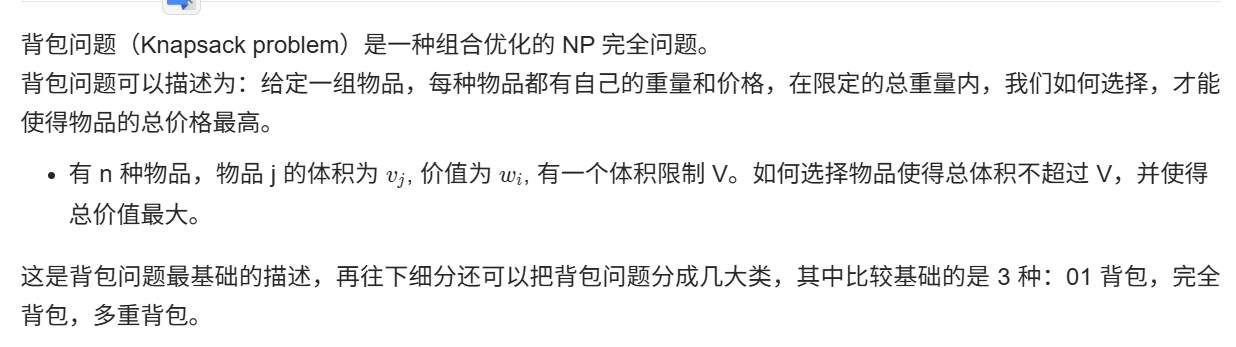 背包问题（Knapsack problem）是一种组合优化的 NP 完全问题。
背包问题可以描述为：给定一组物品，每种物品都有自己的重量和价格，在限定的总重量内，我们如何选择，才能
使得物品的总价格最高。
• 有 n 种物品，物品 j 的体积为 vj, 价值为 wi, 有一个体积限制 V。如何选择物品使得总体积不超过 V，并使得
总价值最大。
这是背包问题最基础的描述，再往下细分还可以把背包问题分成几大类，其中比较基础的是 3 种：01 背包，完全
背包，多重背包。